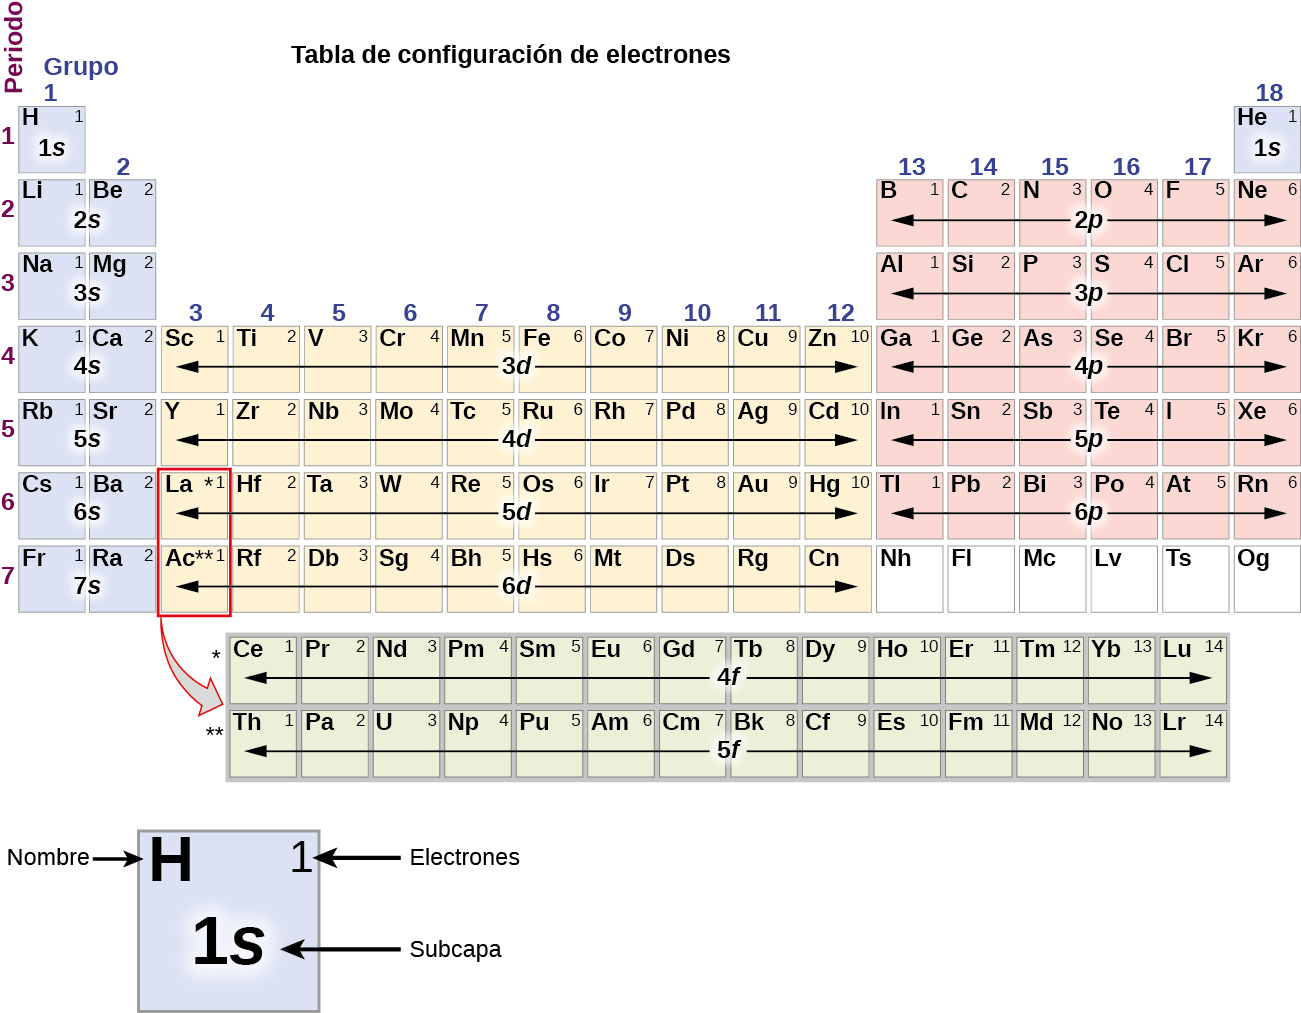 Tabla de configuración de electrones
Periodo
Grupo
1 18
1 H 1 He 1
1s 1s
2 13 14 15 16 17
2 Li 1 Be 2 B 1 C 2 N 3 O 4 F 5 Ne 6
2s 2p
3 Na 1 Mg 2 Al 1 Si 2 P 3 S 4 Cl 5 Ar 6
3s 3p
3 4 5 6 7 8 9 10 11 12
4 K 1 Ca 2 Sc 1 Ti 2 V 3 Cr 4 Mn 5 Fe 6 Co 7 Ni 8 Cu 9 Zn 10 Ga 1 Ge 2 As 3 Se 4 Br 5 Kr 6
4s 3d 4p
5 Rb 1 Sr 2 Y 1 Zr 2 Nb 3 Mo 4 Tc 5 Ru 6 Rh 7 Pd 8 Ag 9 Cd 10 In 1 Sn 2 Sb 3 Te 4 I 5 Xe 6
5s 4d 5p
6 Cs 1 Ba 2 La *1 Hf 2 Ta 3 W 4 Re 5 Os 6 Ir 7 Pt 8 Au 9 Hg 10 Tl 1 Pb 2 Bi 3 Po 4 At 5 Rn 6
6s 5d 6p
7 Fr 1 Ra 2 Ac**1 Rf 2 Db 3 Sg 4 Bh 5 Hs 6 Mt Ds Rg Cn Nh Fl Mc Lv Ts Og
7s 6d
* Ce 1 Pr 2 Nd 3 Pm 4 Sm 5 Eu 6 Gd 7 Tb 8 Dy 9 Ho 10 Er 11 Tm 12 Yb 13 Lu 14
4f
** Th 1 Pa 2 U 3 Np 4 Pu 5 Am 6 Cm 7 Bk 8 Cf 9 Es 10 Fm 11 Md 12 No 13 Lr 14
5f
Nombre H 1 Electrones
1s Subcapa